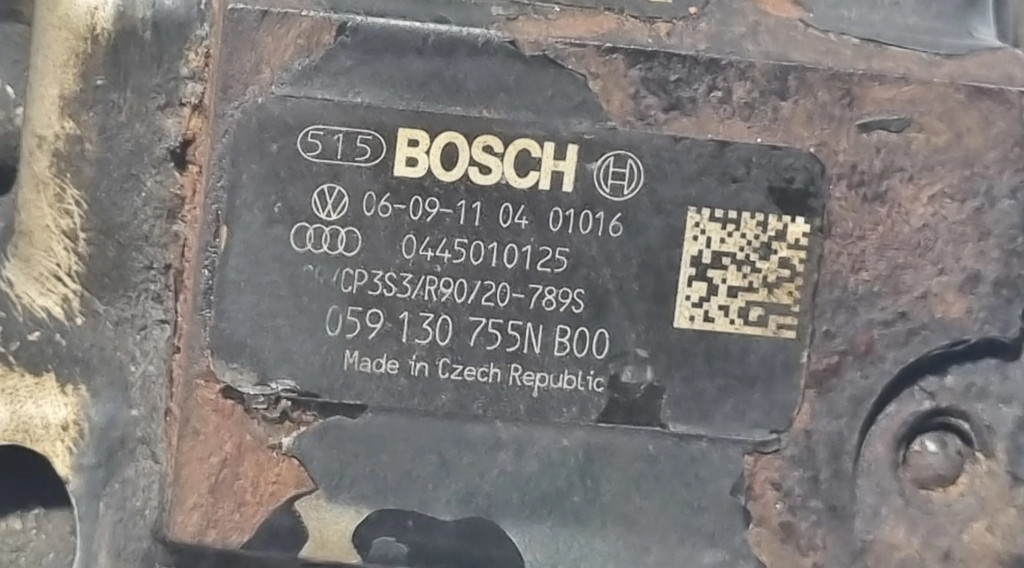 515 BOSCH
06-09-11 04 01016
0445010125
CP3S3/R90/20-789S
059 130 755N B00
Made in Czech Republic